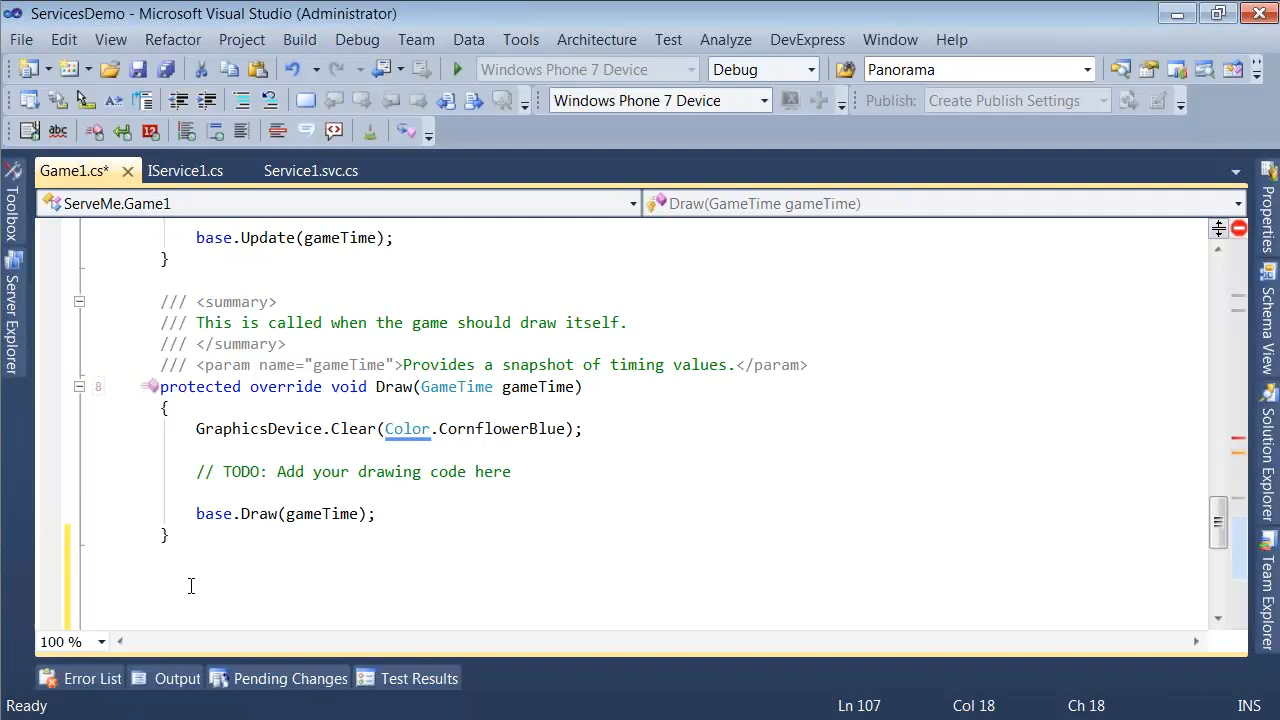 ServicesDemo - Microsoft Visual Studio (Administrator)
File Edit View Refactor Project Build Debug Team Data Tools Architecture Test Analyze DevExpress Window Help
Windows Phone 7 Device Debug Panorama
Windows Phone 7 Device Publish: Create Publish Settings
abc 12
Game1.cs* IService1.cs Service1.svc.cs
ServeMe.Game1 Draw(GameTime gameTime)
base.Update(gameTime);
}
/// <summary>
/// This is called when the game should draw itself.
/// </summary>
/// <param name="gameTime">Provides a snapshot of timing values.</param>
8 protected override void Draw(GameTime gameTime)
{
GraphicsDevice.Clear(Color.CornflowerBlue);
// TODO: Add your drawing code here
base.Draw(gameTime);
}
100 %
Error List Output Pending Changes Test Results
Ready Ln 107 Col 18 Ch 18 INS
Toolbox
Server Explorer
Properties
Schema View
Solution Explorer
Team Explorer